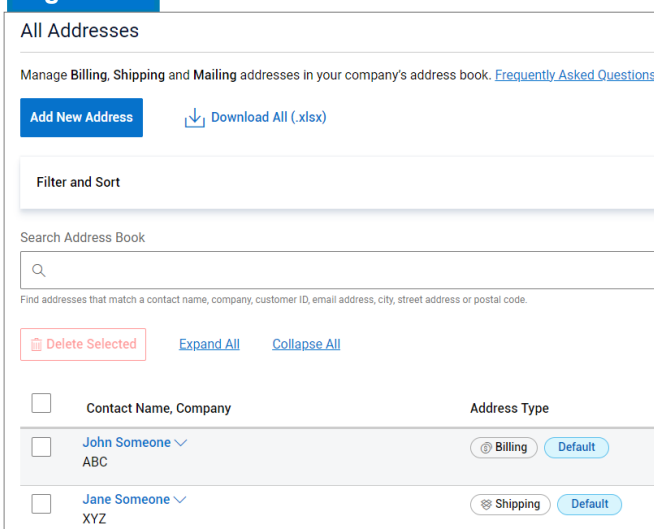 All Addresses
Manage Billing, Shipping and Mailing addresses in your company's address book. Frequently Asked Questions
Add New Address
Download All (.xlsx)
Filter and Sort
Search Address Book
Find addresses that match a contact name, company, customer ID, email address, city, street address or postal code.
Delete Selected Expand All Collapse All
Contact Name, Company Address Type
John Someone Billing Default
ABC
Jane Someone Shipping Default
XYZ